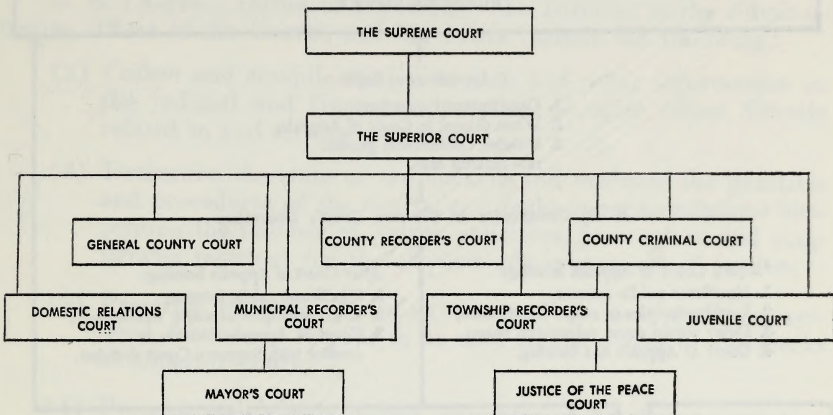 THE SUPREME COURT
THE SUPERIOR COURT
GENERAL COUNTY COURT
COUNTY RECORDER'S COURT
COUNTY CRIMINAL COURT
DOMESTIC RELATIONS
COURT
MUNICIPAL RECORDER'S
COURT
TOWNSHIP RECORDER'S
COURT
JUVENILE COURT
MAYOR'S COURT
JUSTICE OF THE PEACE
COURT